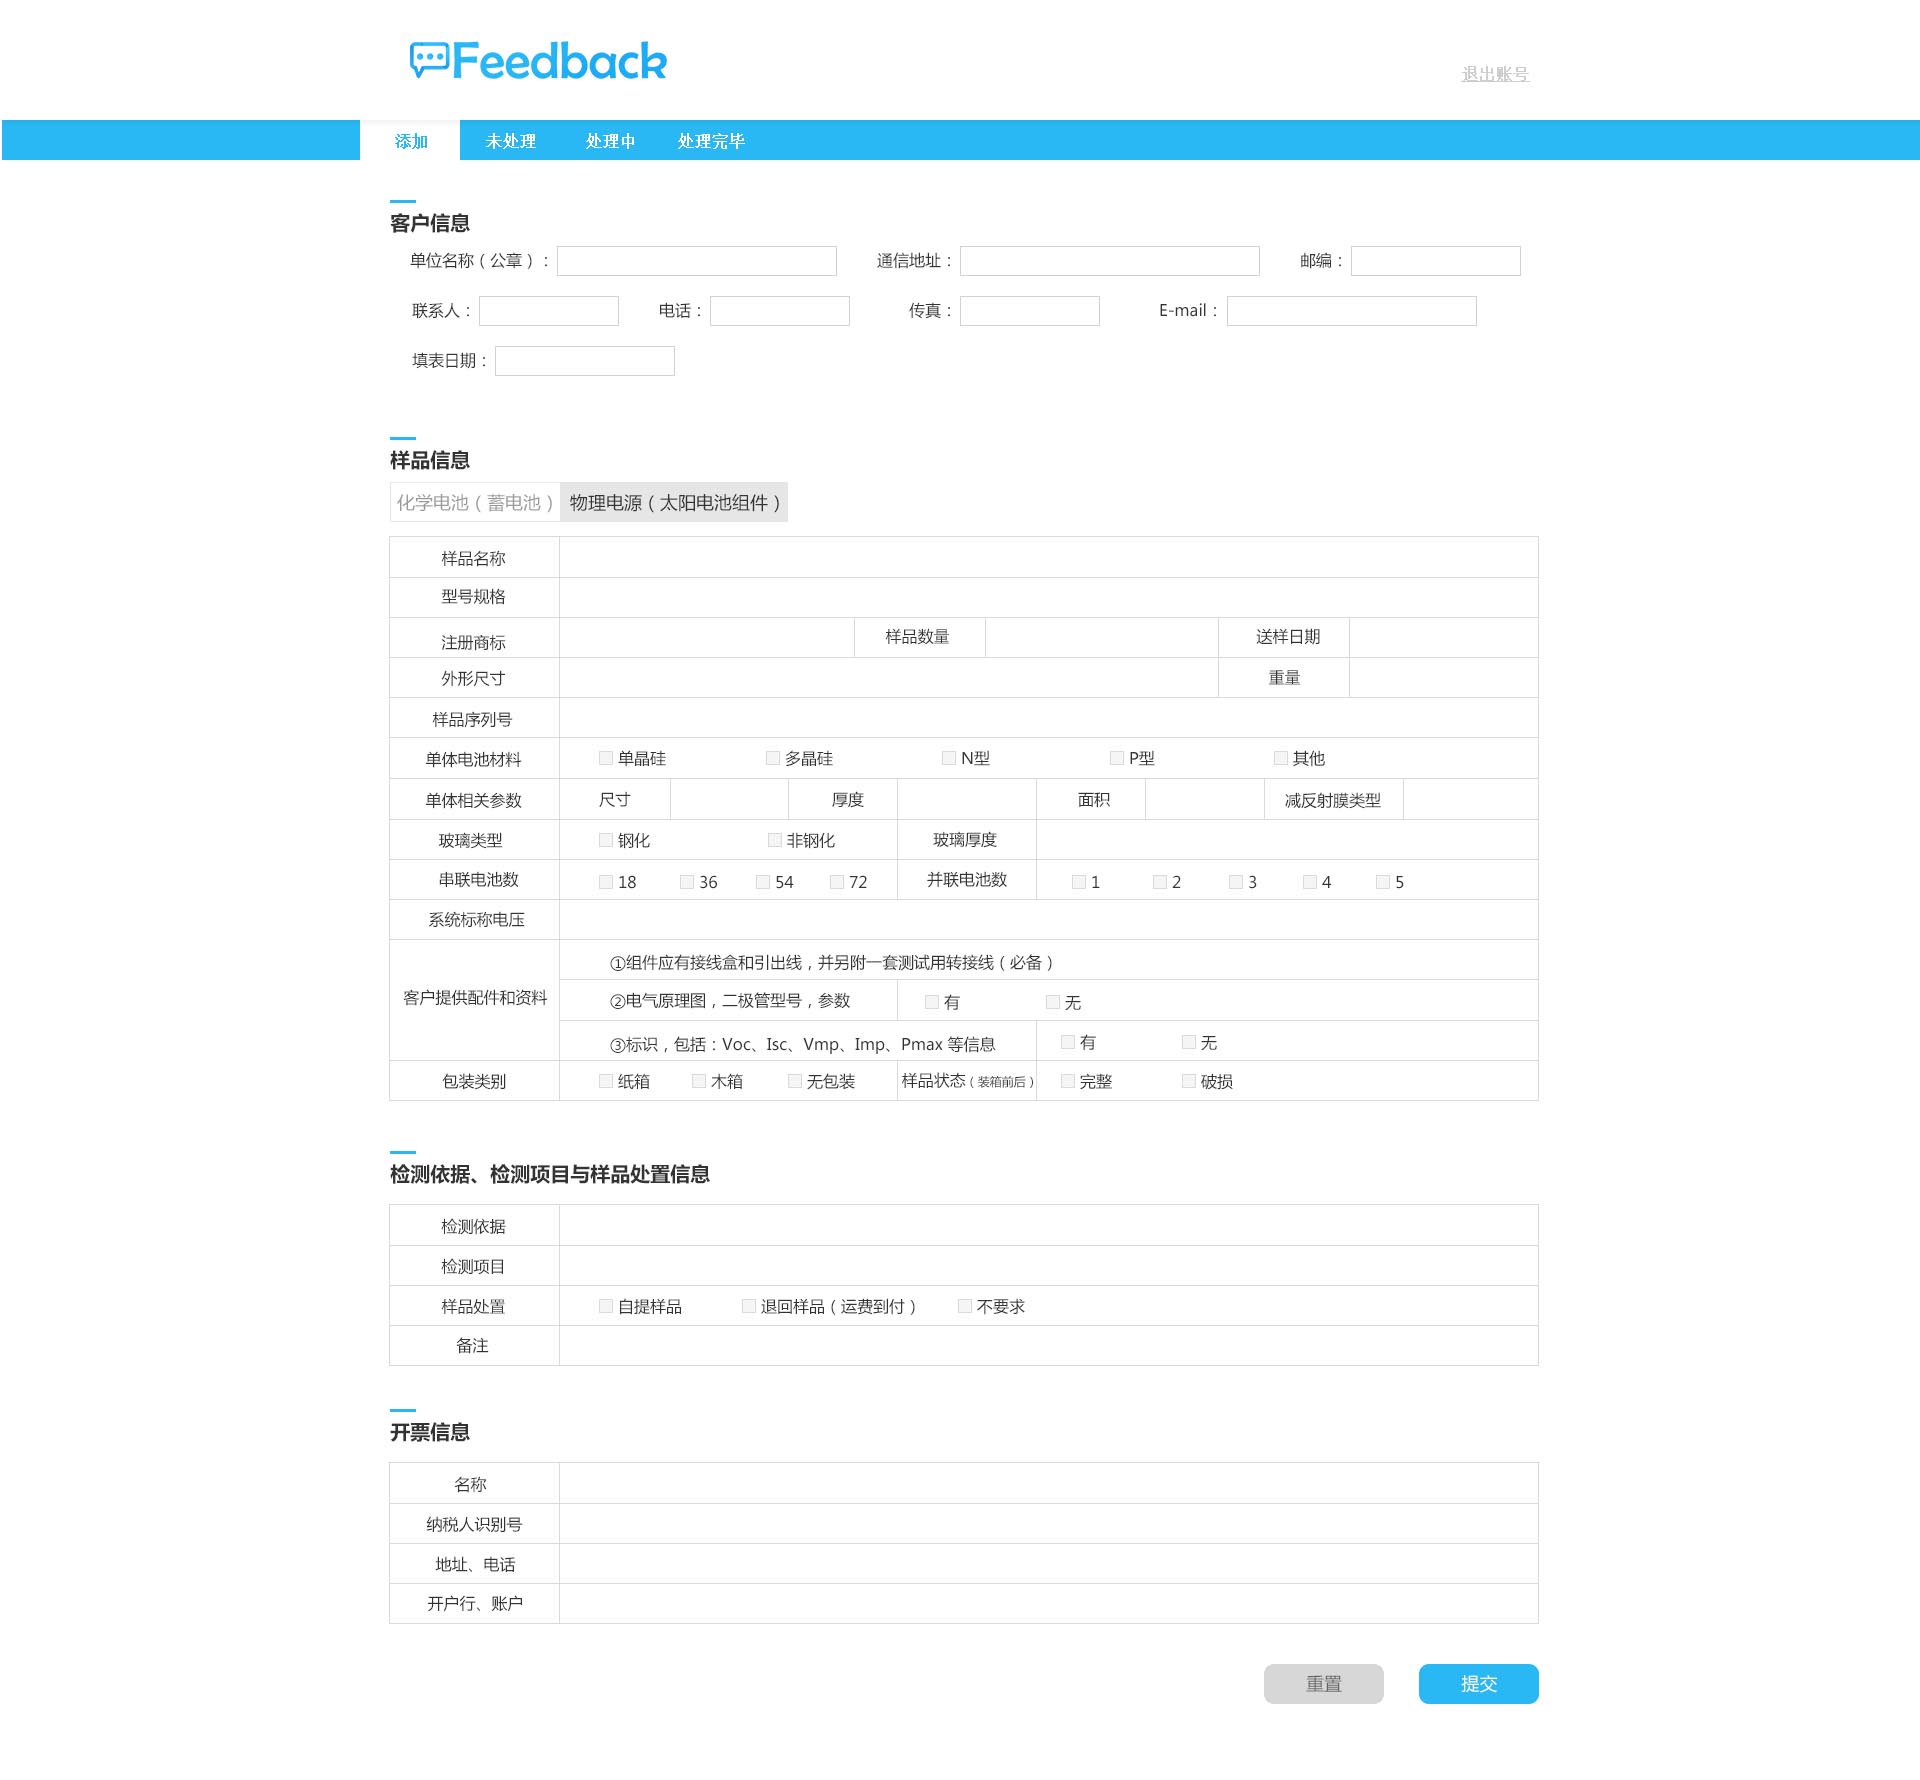 Feedback
退出账号
添加 未处理 处理中 处理完毕
客户信息
单位名称（公章）： 通信地址： 邮编：
联系人： 电话： 传真： E-mail：
填表日期：
样品信息
化学电池（蓄电池） 物理电源（太阳电池组件）
样品名称
型号规格
注册商标 样品数量 送样日期
外形尺寸 重量
样品序列号
单体电池材料 单晶硅 多晶硅 N型 P型 其他
单体相关参数 尺寸 厚度 面积 减反射膜类型
玻璃类型 钢化 非钢化 玻璃厚度
串联电池数 18 36 54 72 并联电池数 1 2 3 4 5
系统标称电压
①组件应有接线盒和引出线，并另附一套测试用转接线（必备）
客户提供配件和资料 ②电气原理图，二极管型号，参数 有 无
③标识，包括：Voc、Isc、Vmp、Imp、Pmax 等信息 有 无
包装类别 纸箱 木箱 无包装 样品状态（装箱前后） 完整 破损
检测依据、检测项目与样品处置信息
检测依据
检测项目
样品处置 自提样品 退回样品（运费到付） 不要求
备注
开票信息
名称
纳税人识别号
地址、电话
开户行、账户
重置 提交